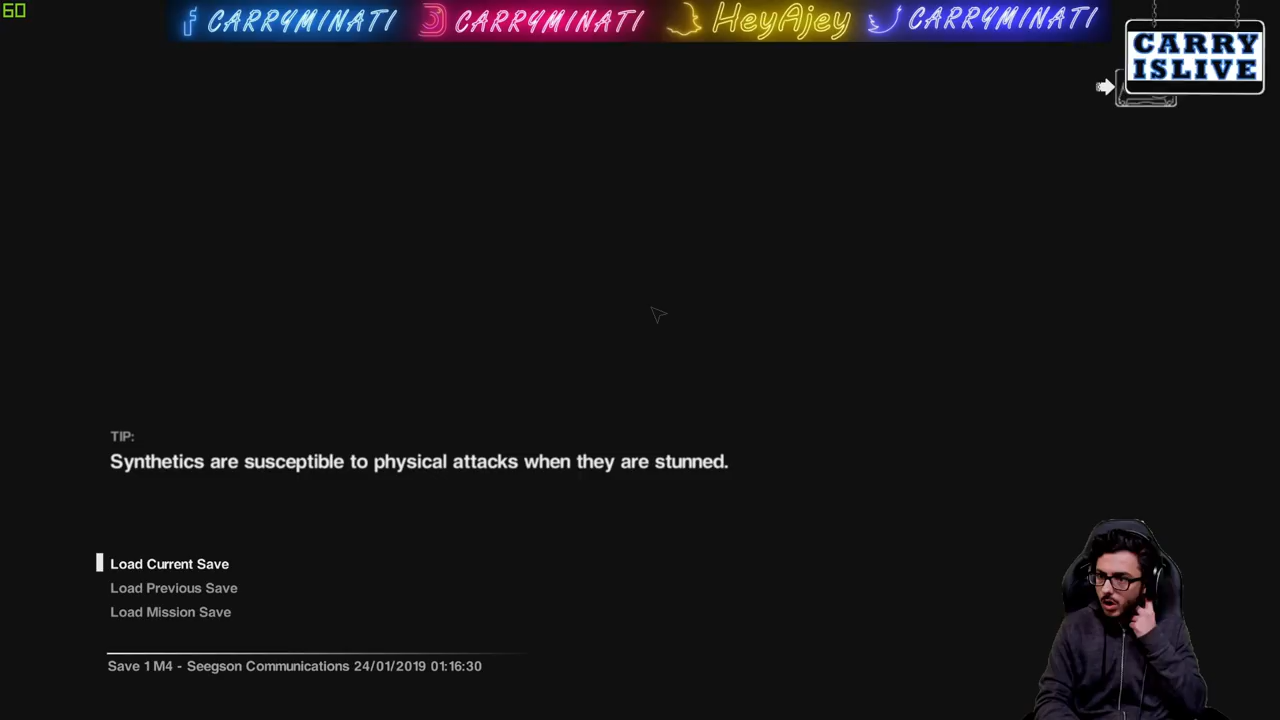 60
CARRYMINATI CARRYMINATI HeyAjey CARRYMINATI
CARRY
ISLIVE
TIP:
Synthetics are susceptible to physical attacks when they are stunned.
Load Current Save
Load Previous Save
Load Mission Save
Save 1 M4 - Seegson Communications 24/01/2019 01:16:30